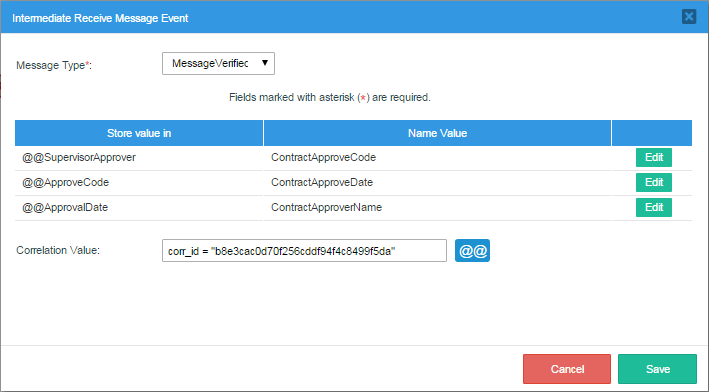 Intermediate Receive Message Event
Message Type*:
MessageVerified
Fields marked with asterisk (*) are required.
Store value in Name Value
@@SupervisorApprover ContractApproveCode Edit
@@ApproveCode ContractApproveDate Edit
@@ApprovalDate ContractApproverName Edit
Correlation Value: corr_id = "b8e3cac0d70f256cddf94f4c8499f5da" @@
Cancel Save